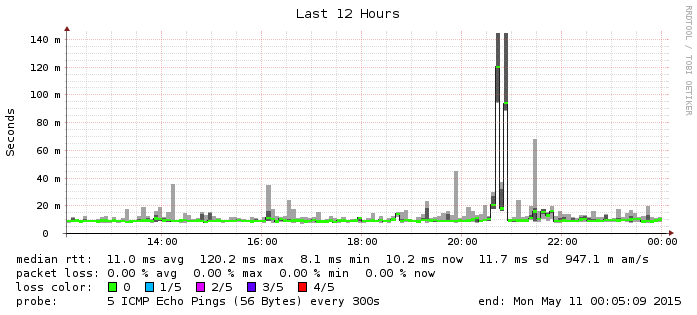 Last 12 Hours
RRDTOOL / TOBI OETIKER
Seconds
140 m
120 m
100 m
80 m
60 m
40 m
20 m
0
14:00 16:00 18:00 20:00 22:00 00:00
median rtt: 11.0 ms avg 120.2 ms max 8.1 ms min 10.2 ms now 11.7 ms sd 947.1 m am/s
packet loss: 0.00 % avg 0.00 % max 0.00 % min 0.00 % now
loss color: 0 1/5 2/5 3/5 4/5
probe: 5 ICMP Echo Pings (56 Bytes) every 300s end: Mon May 11 00:05:09 2015